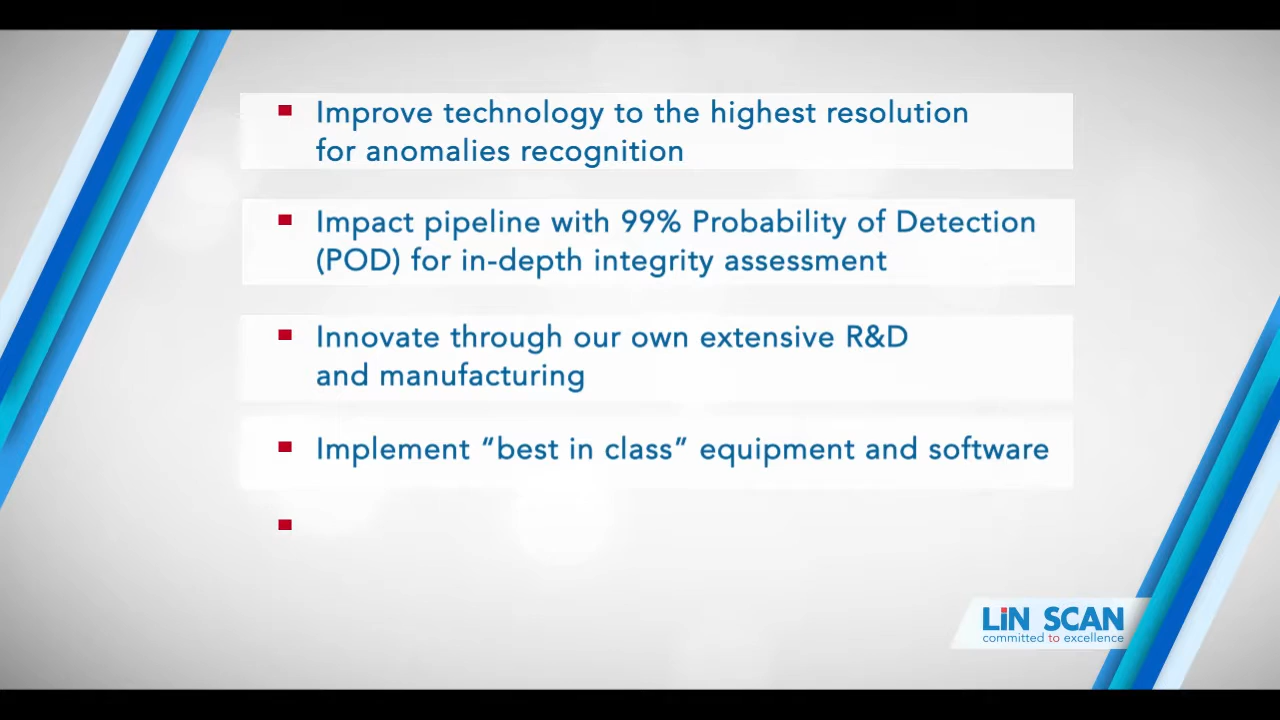 Improve technology to the highest resolution
for anomalies recognition
Impact pipeline with 99% Probability of Detection
(POD) for in-depth integrity assessment
Innovate through our own extensive R&D
and manufacturing
Implement “best in class” equipment and software
LiN SCAN
committed to excellence